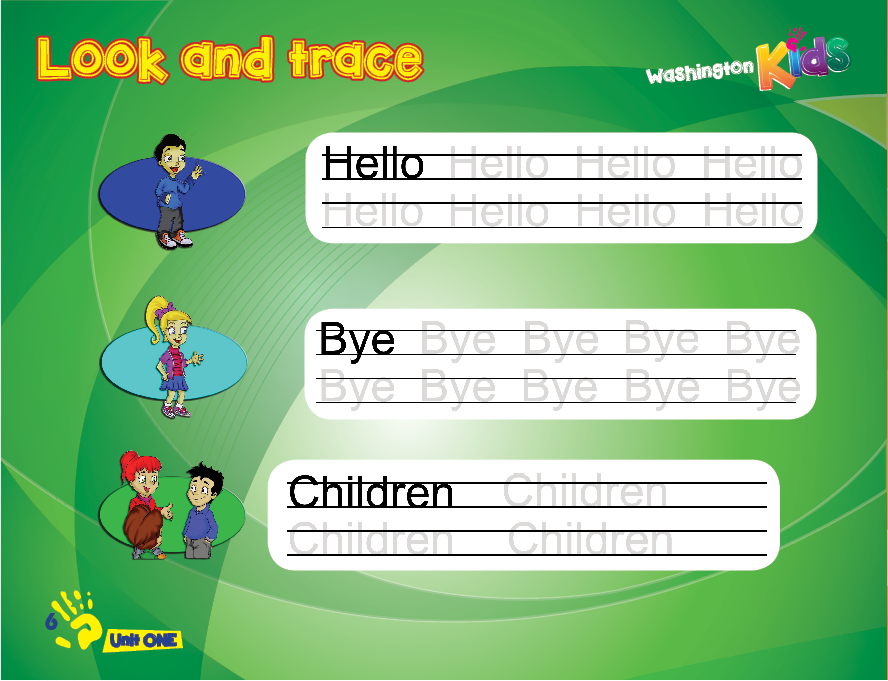 Look and trace
Washington Kids
Hello Hello Hello Hello
Hello Hello Hello Hello
Bye Bye Bye Bye Bye
Bye Bye Bye Bye Bye
Children Children
Children Children
6
Unit ONE